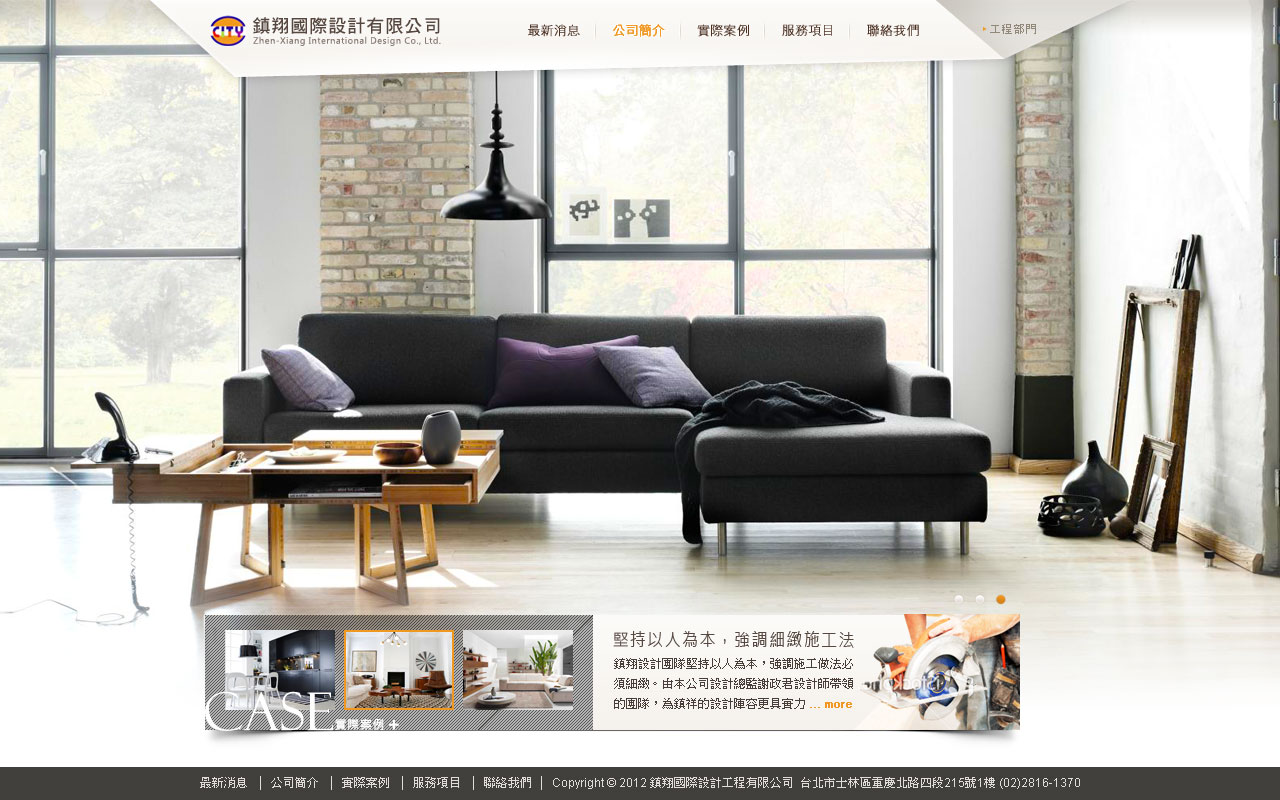 CITY 鎮翔國際設計有限公司
Zhen-Xiang International Design Co., Ltd.
最新消息 公司簡介 實際案例 服務項目 聯絡我們
工程部門
堅持以人為本，強調細緻施工法
鎮翔設計團隊堅持以人為本，強調施工做法必
須細緻。由本公司設計總監謝政君設計師帶領
的團隊，為鎮祥的設計陣容更具實力 ... more
CASE
實際案例 +
最新消息 | 公司簡介 | 實際案例 | 服務項目 | 聯絡我們 | Copyright © 2012 鎮翔國際設計工程有限公司 台北市士林區重慶北路四段215號1樓 (02)2816-1370